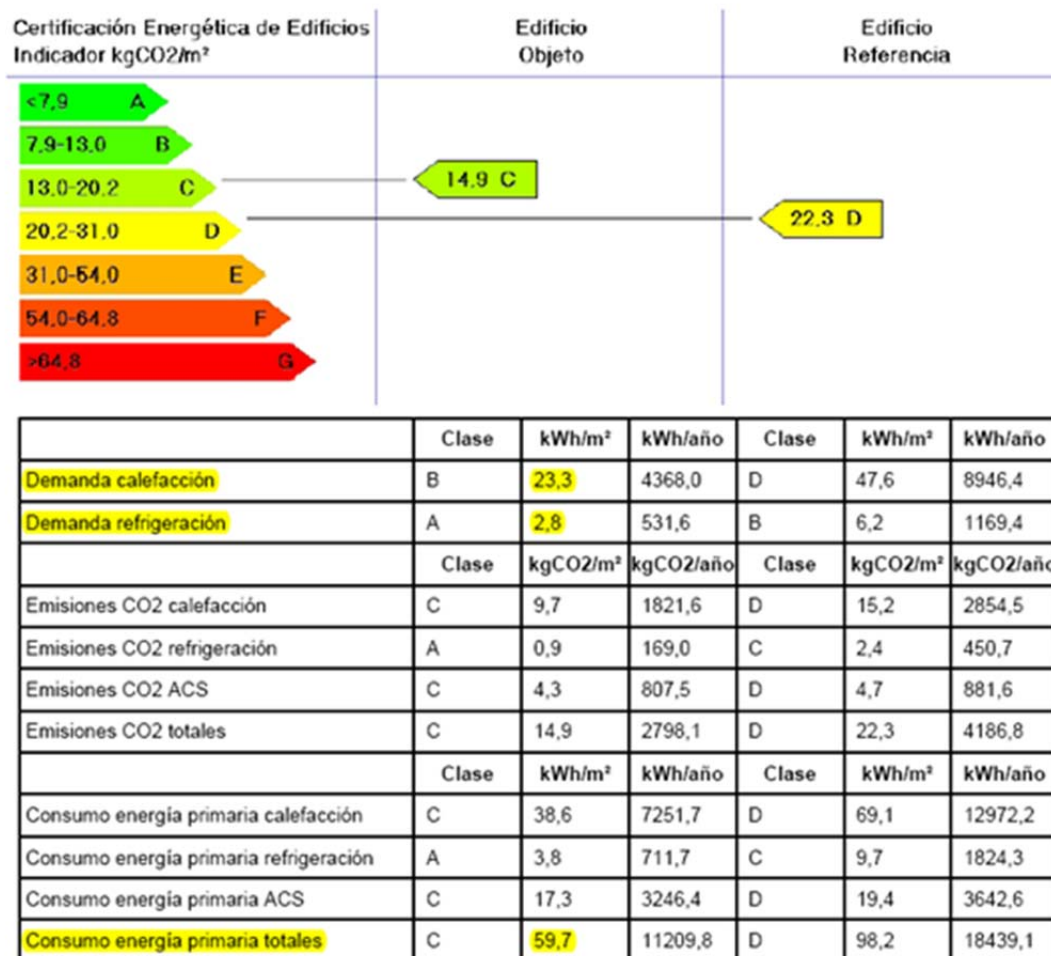 Certificación Energética de Edificios
Indicador kgCO2/m²
Edificio
Objeto
Edificio
Referencia
<7,9 A
7,9-13,0 B
13,0-20,2 C
14,9 C
20,2-31,0 D
22,3 D
31,0-54,0 E
54,0-64,8 F
>64,8 G
Clase kWh/m² kWh/año Clase kWh/m² kWh/año
Demanda calefacción B 23,3 4368,0 D 47,6 8946,4
Demanda refrigeración A 2,8 531,6 B 6,2 1169,4
Clase kgCO2/m² kgCO2/año Clase kgCO2/m² kgCO2/año
Emisiones CO2 calefacción C 9,7 1821,6 D 15,2 2854,5
Emisiones CO2 refrigeración A 0,9 169,0 C 2,4 450,7
Emisiones CO2 ACS C 4,3 807,5 D 4,7 881,6
Emisiones CO2 totales C 14,9 2798,1 D 22,3 4186,8
Clase kWh/m² kWh/año Clase kWh/m² kWh/año
Consumo energía primaria calefacción C 38,6 7251,7 D 69,1 12972,2
Consumo energía primaria refrigeración A 3,8 711,7 C 9,7 1824,3
Consumo energía primaria ACS C 17,3 3246,4 D 19,4 3642,6
Consumo energía primaria totales C 59,7 11209,8 D 98,2 18439,1